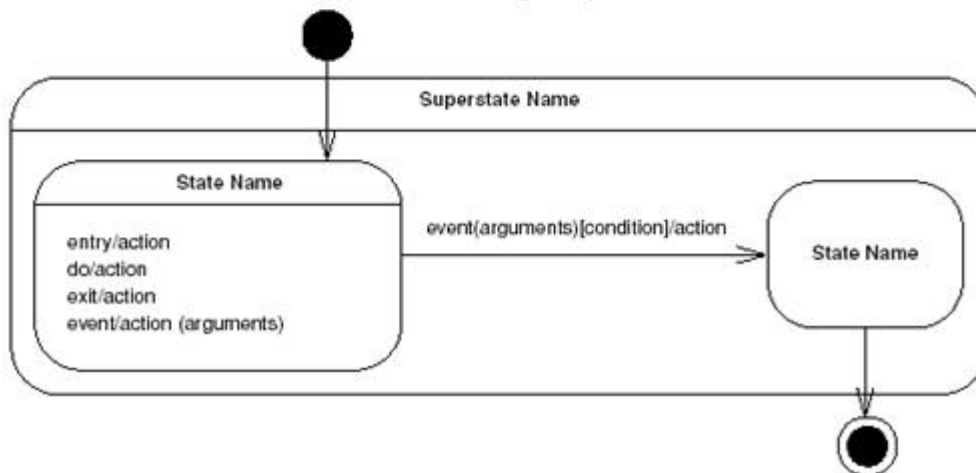 Superstate Name
State Name
entry/action
do/action
exit/action
event/action (arguments)
event(arguments)[condition]/action
State Name